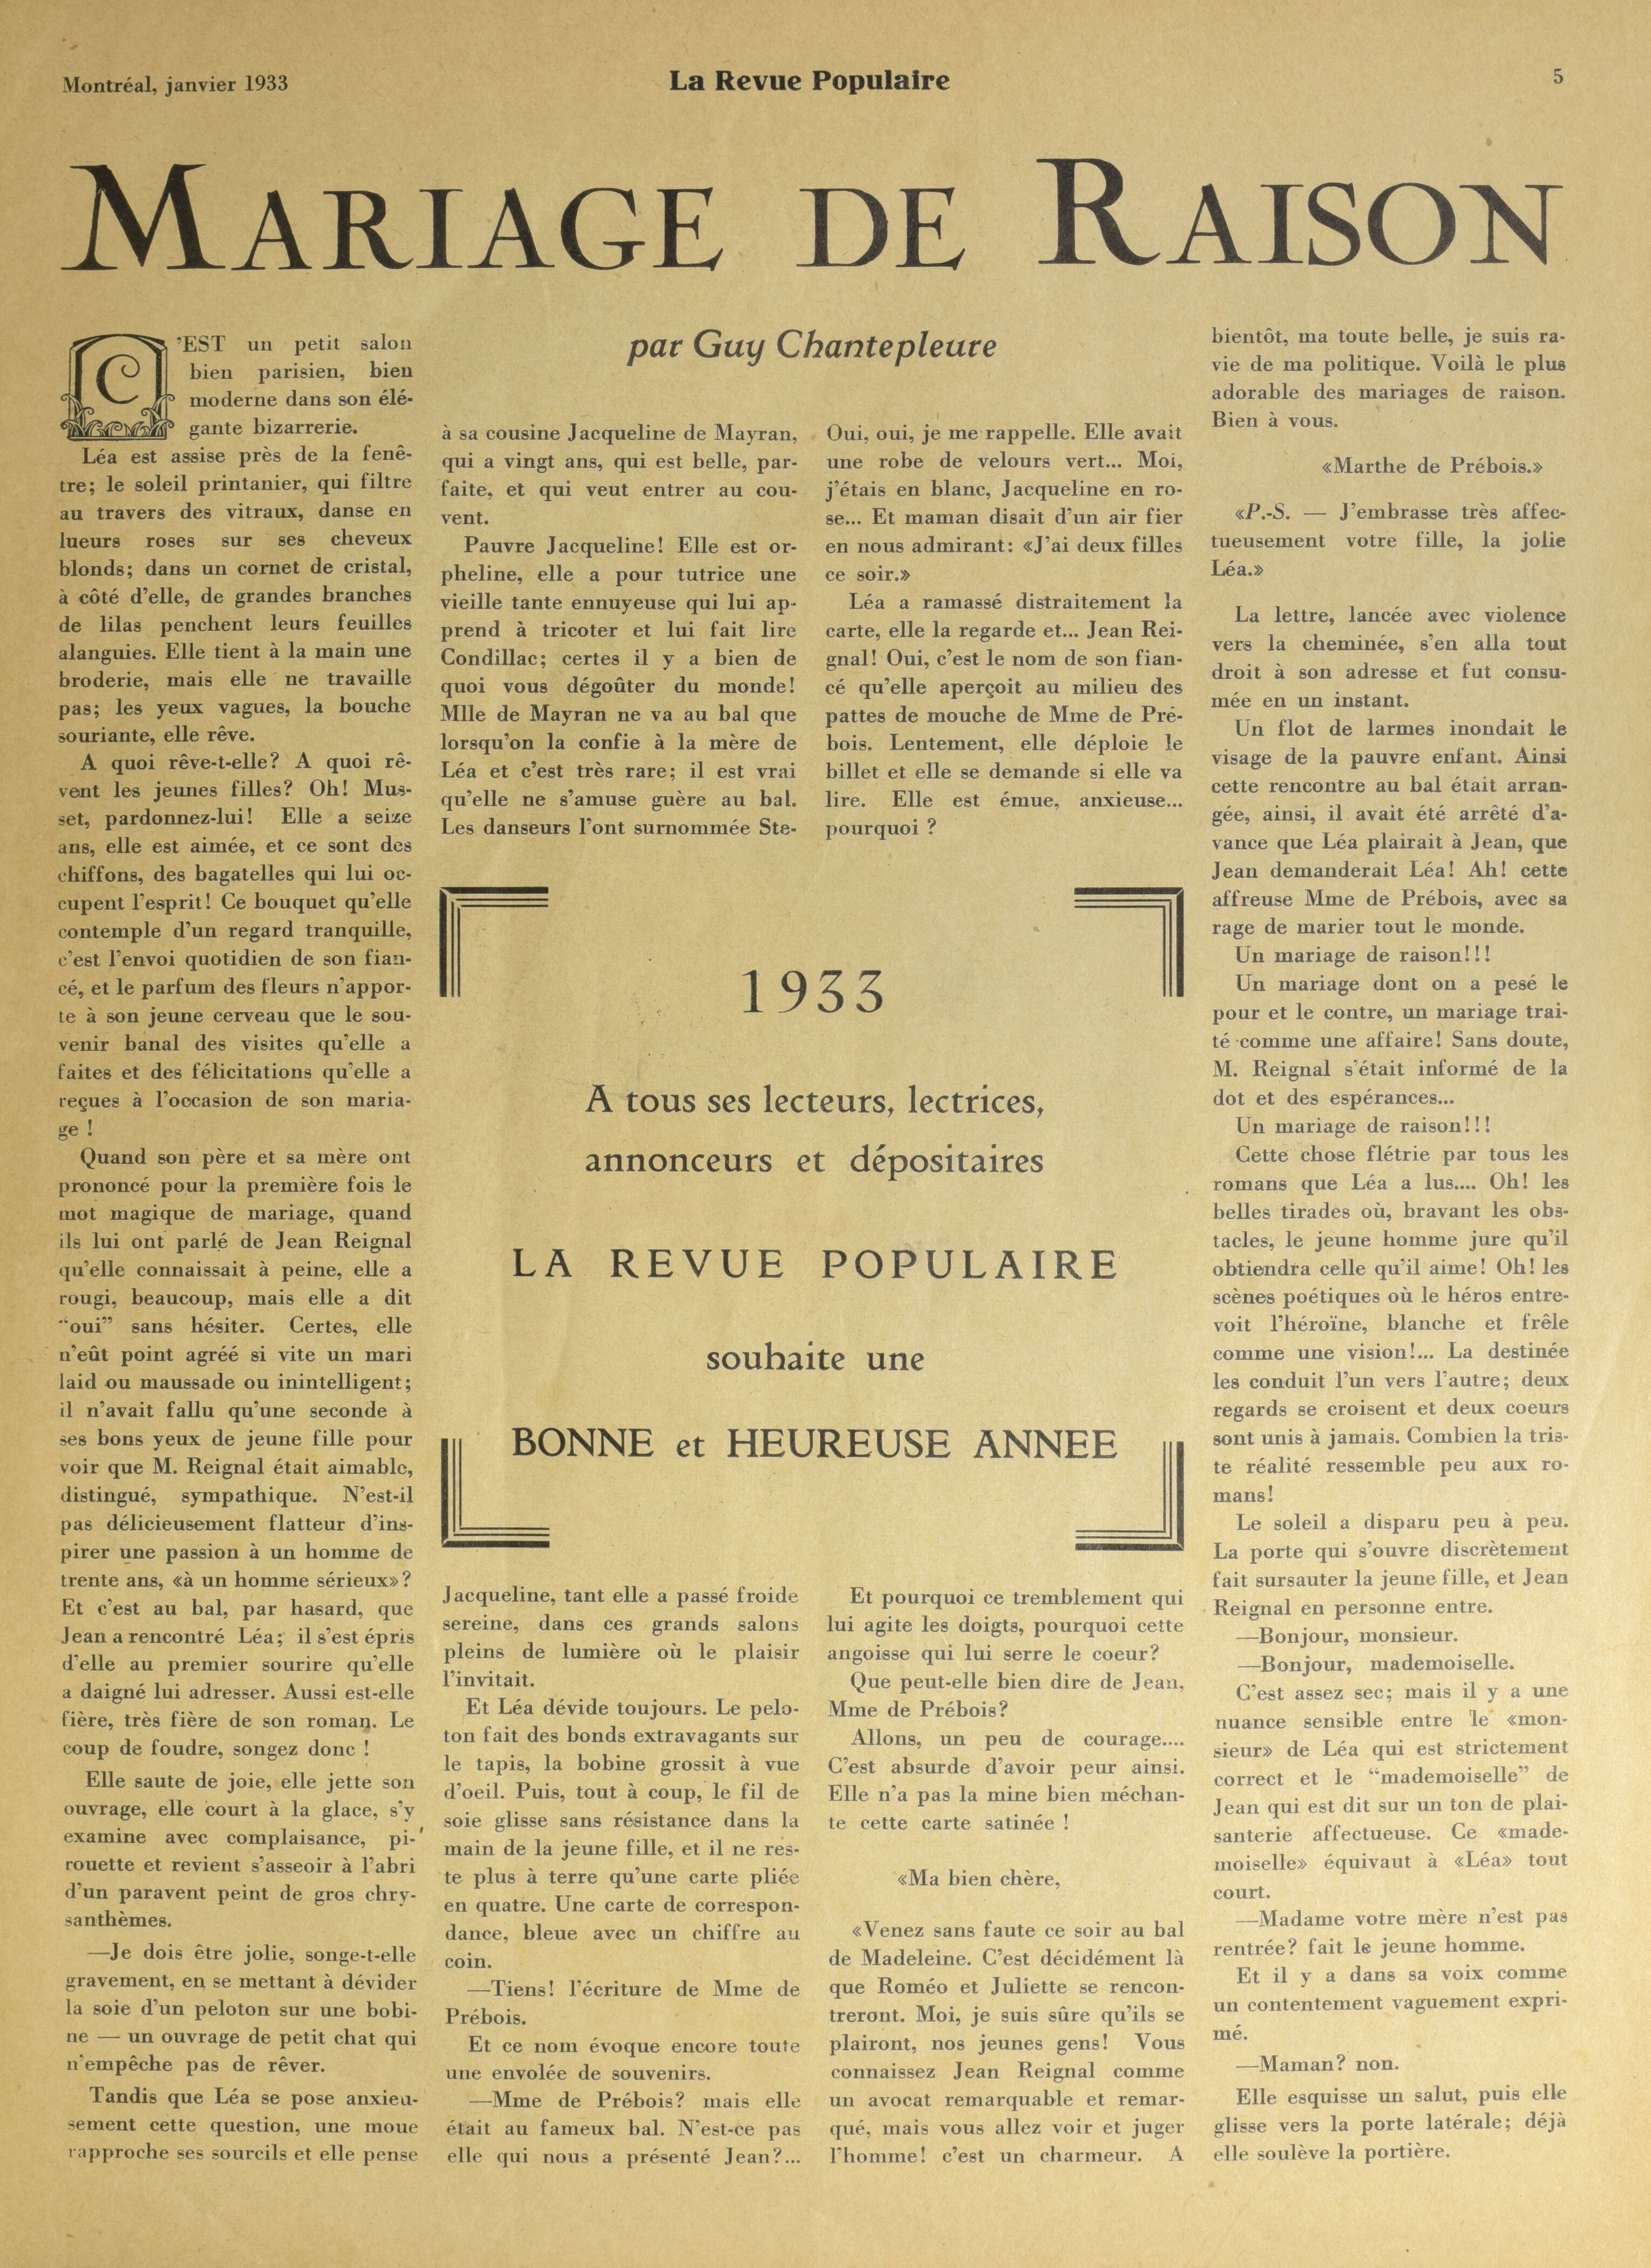 Montréal, janvier 1933
La Revue Populaire
5
MARIAGE DE RAISON
par Guy Chantepleure
C'EST un petit salon
bien parisien, bien
moderne dans son élé-
gante bizarrerie.
Léa est assise près de la fenê-
tre; le soleil printanier, qui filtre
au travers des vitraux, danse en
lueurs roses sur ses cheveux
blonds; dans un cornet de cristal,
à côté d'elle, de grandes branches
de lilas penchent leurs feuilles
alanguies. Elle tient à la main une
broderie, mais elle ne travaille
pas; les yeux vagues, la bouche
souriante, elle rêve.
A quoi rêve-t-elle? A quoi rê-
vent les jeunes filles? Oh! Mus-
set, pardonnez-lui! Elle a seize
ans, elle est aimée, et ce sont des
chiffons, des bagatelles qui lui oc-
cupent l'esprit! Ce bouquet qu'elle
contemple d'un regard tranquille,
c'est l'envoi quotidien de son fian-
cé, et le parfum des fleurs n'appor-
te à son jeune cerveau que le sou-
venir banal des visites qu'elle a
faites et des félicitations qu'elle a
reçues à l'occasion de son maria-
ge !
Quand son père et sa mère ont
prononcé pour la première fois le
mot magique de mariage, quand
ils lui ont parlé de Jean Reignal
qu'elle connaissait à peine, elle a
rougi, beaucoup, mais elle a dit
“oui” sans hésiter. Certes, elle
n'eût point agréé si vite un mari
laid ou maussade ou inintelligent;
il n'avait fallu qu'une seconde à
ses bons yeux de jeune fille pour
voir que M. Reignal était aimable,
distingué, sympathique. N'est-il
pas délicieusement flatteur d'ins-
pirer une passion à un homme de
trente ans, «à un homme sérieux»?
Et c'est au bal, par hasard, que
Jean a rencontré Léa; il s'est épris
d'elle au premier sourire qu'elle
a daigné lui adresser. Aussi est-elle
fière, très fière de son roman. Le
coup de foudre, songez donc !
Elle saute de joie, elle jette son
ouvrage, elle court à la glace, s'y
examine avec complaisance, pi-
rouette et revient s'asseoir à l'abri
d'un paravent peint de gros chry-
santhèmes.
—Je dois être jolie, songe-t-elle
gravement, en se mettant à dévider
la soie d'un peloton sur une bobi-
ne — un ouvrage de petit chat qui
n'empêche pas de rêver.
Tandis que Léa se pose anxieu-
sement cette question, une moue
rapproche ses sourcils et elle pense
à sa cousine Jacqueline de Mayran,
qui a vingt ans, qui est belle, par-
faite, et qui veut entrer au cou-
vent.
Pauvre Jacqueline! Elle est or-
pheline, elle a pour tutrice une
vieille tante ennuyeuse qui lui ap-
prend à tricoter et lui fait lire
Condillac; certes il y a bien de
quoi vous dégoûter du monde!
Mlle de Mayran ne va au bal que
lorsqu'on la confie à la mère de
Léa et c'est très rare; il est vrai
qu'elle ne s'amuse guère au bal.
Les danseurs l'ont surnommée Ste-
Jacqueline, tant elle a passé froide
sereine, dans ces grands salons
pleins de lumière où le plaisir
l'invitait.
Et Léa dévide toujours. Le pelo-
ton fait des bonds extravagants sur
le tapis, la bobine grossit à vue
d'oeil. Puis, tout à coup, le fil de
soie glisse sans résistance dans la
main de la jeune fille, et il ne res-
te plus à terre qu'une carte pliée
en quatre. Une carte de correspon-
dance, bleue avec un chiffre au
coin.
—Tiens! l'écriture de Mme de
Prébois.
Et ce nom évoque encore toute
une envolée de souvenirs.
—Mme de Prébois? mais elle
était au fameux bal. N'est-ce pas
elle qui nous a présenté Jean?...
Oui, oui, je me rappelle. Elle avait
une robe de velours vert... Moi,
j'étais en blanc, Jacqueline en ro-
se... Et maman disait d'un air fier
en nous admirant: «J'ai deux filles
ce soir.»
Léa a ramassé distraitement la
carte, elle la regarde et... Jean Rei-
gnal! Oui, c'est le nom de son fian-
cé qu'elle aperçoit au milieu des
pattes de mouche de Mme de Pré-
bois. Lentement, elle déploie le
billet et elle se demande si elle va
lire. Elle est émue, anxieuse...
pourquoi ?
Et pourquoi ce tremblement qui
lui agite les doigts, pourquoi cette
angoisse qui lui serre le coeur?
Que peut-elle bien dire de Jean,
Mme de Prébois?
Allons, un peu de courage....
C'est absurde d'avoir peur ainsi.
Elle n'a pas la mine bien méchan-
te cette carte satinée !
«Ma bien chère,
«Venez sans faute ce soir au bal
de Madeleine. C'est décidément là
que Roméo et Juliette se rencon-
treront. Moi, je suis sûre qu'ils se
plairont, nos jeunes gens! Vous
connaissez Jean Reignal comme
un avocat remarquable et remar-
qué, mais vous allez voir et juger
l'homme! c'est un charmeur. A
bientôt, ma toute belle, je suis ra-
vie de ma politique. Voilà le plus
adorable des mariages de raison.
Bien à vous.
«Marthe de Prébois.»
«P.-S. — J'embrasse très affec-
tueusement votre fille, la jolie
Léa.»
La lettre, lancée avec violence
vers la cheminée, s'en alla tout
droit à son adresse et fut consu-
mée en un instant.
Un flot de larmes inondait le
visage de la pauvre enfant. Ainsi
cette rencontre au bal était arran-
gée, ainsi, il avait été arrêté d'a-
vance que Léa plairait à Jean, que
Jean demanderait Léa! Ah! cette
affreuse Mme de Prébois, avec sa
rage de marier tout le monde.
Un mariage de raison!!!
Un mariage dont on a pesé le
pour et le contre, un mariage trai-
té comme une affaire! Sans doute,
M. Reignal s'était informé de la
dot et des espérances...
Un mariage de raison!!!
Cette chose flétrie par tous les
romans que Léa a lus.... Oh! les
belles tirades où, bravant les obs-
tacles, le jeune homme jure qu'il
obtiendra celle qu'il aime! Oh! les
scènes poétiques où le héros entre-
voit l'héroïne, blanche et frêle
comme une vision!... La destinée
les conduit l'un vers l'autre; deux
regards se croisent et deux coeurs
sont unis à jamais. Combien la tris-
te réalité ressemble peu aux ro-
mans!
Le soleil a disparu peu à peu.
La porte qui s'ouvre discrètement
fait sursauter la jeune fille, et Jean
Reignal en personne entre.
—Bonjour, monsieur.
—Bonjour, mademoiselle.
C'est assez sec; mais il y a une
nuance sensible entre le «mon-
sieur» de Léa qui est strictement
correct et le “mademoiselle” de
Jean qui est dit sur un ton de plai-
santerie affectueuse. Ce «made-
moiselle» équivaut à «Léa» tout
court.
—Madame votre mère n'est pas
rentrée? fait le jeune homme.
Et il y a dans sa voix comme
un contentement vaguement expri-
mé.
—Maman? non.
Elle esquisse un salut, puis elle
glisse vers la porte latérale; déjà
elle soulève la portière.
1933
A tous ses lecteurs, lectrices,
annonceurs et dépositaires
LA REVUE POPULAIRE
souhaite une
BONNE et HEUREUSE ANNEE